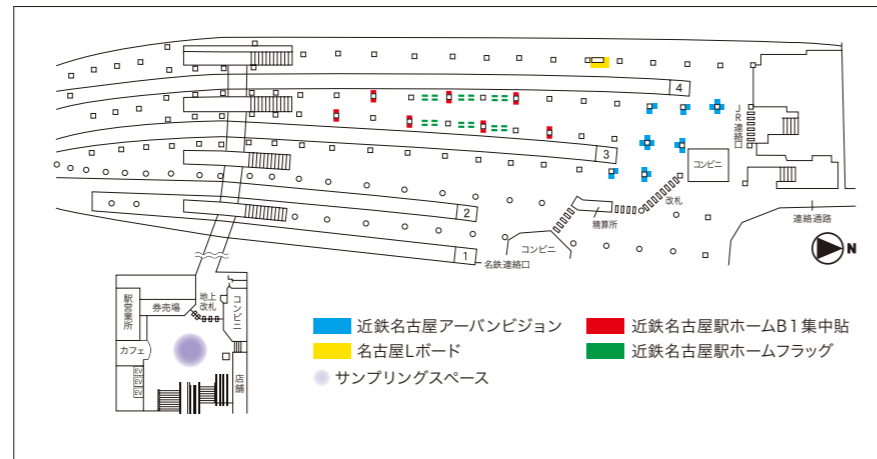 4
JR連絡口
3
コンビニ
改札
2
精算所
連絡通路
コンビニ
N
1
名鉄連絡口
駅営業所
券売場
地上
改札
コンビニ
カフェ
EV
EV
EV
店舗
近鉄名古屋アーバンビジョン
近鉄名古屋駅ホームB1集中貼
名古屋Lボード
近鉄名古屋駅ホームフラッグ
サンプリングスペース